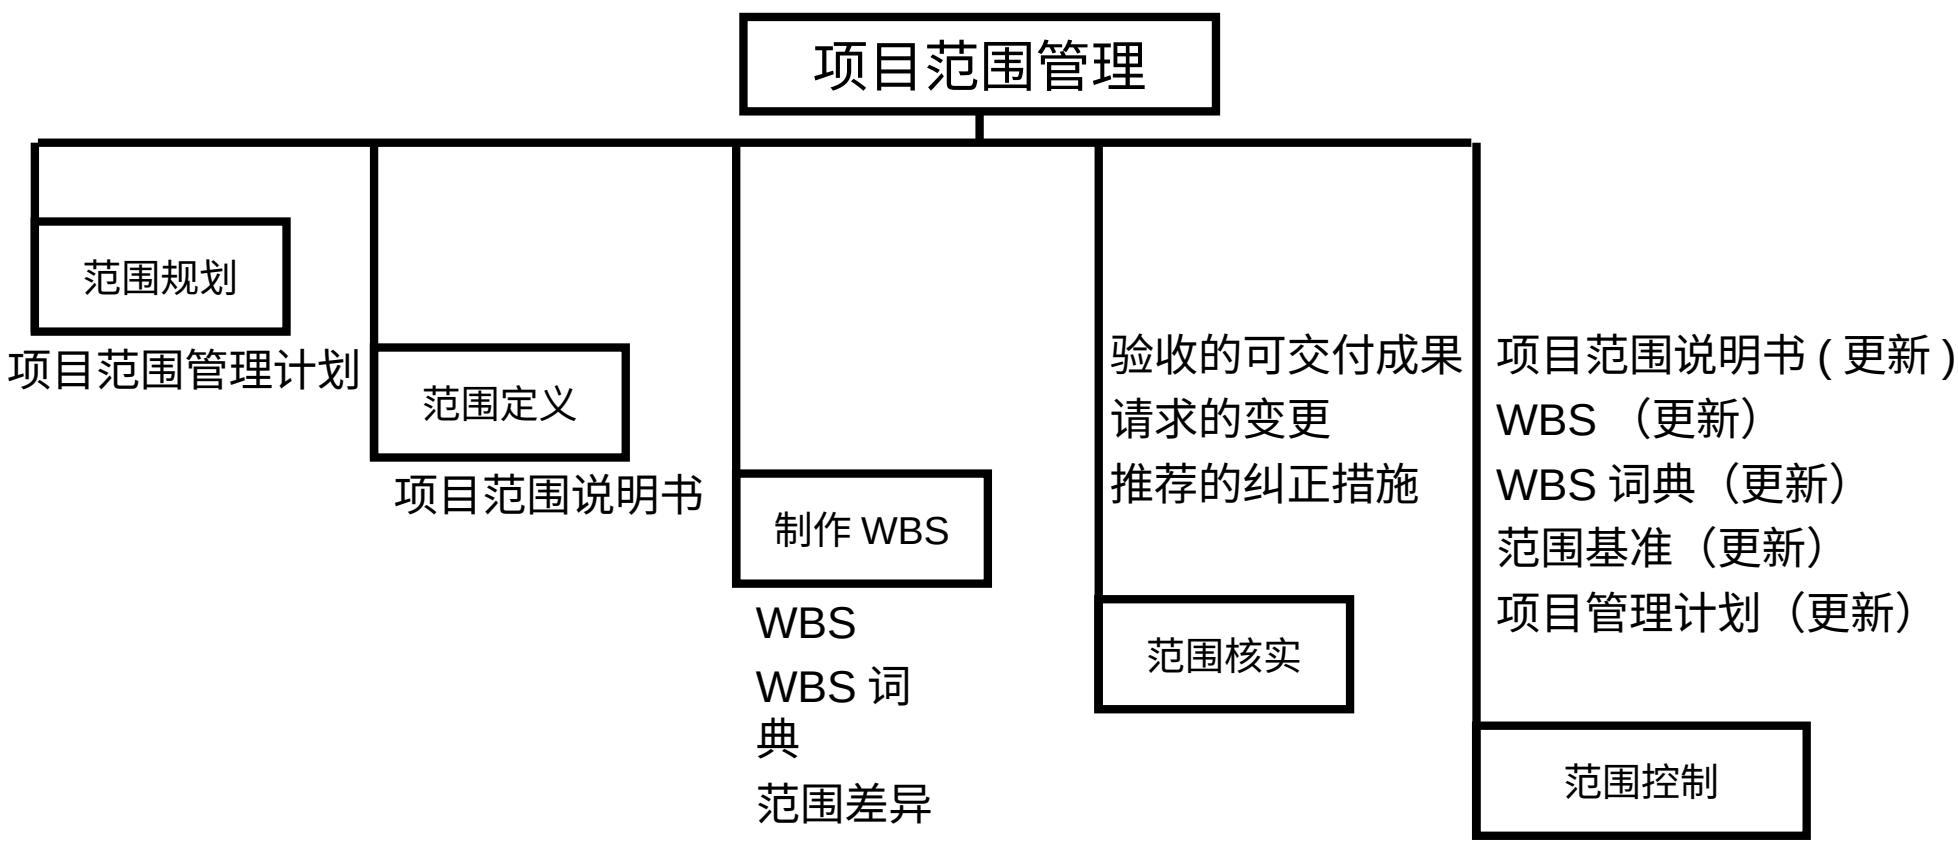 项目范围管理
范围规划
项目范围管理计划
范围定义
项目范围说明书
制作 WBS
WBS
WBS 词
典
范围差异
验收的可交付成果
请求的变更
推荐的纠正措施
范围核实
项目范围说明书 ( 更新 )
WBS （更新）
WBS 词典（更新）
范围基准（更新）
项目管理计划（更新）
范围控制